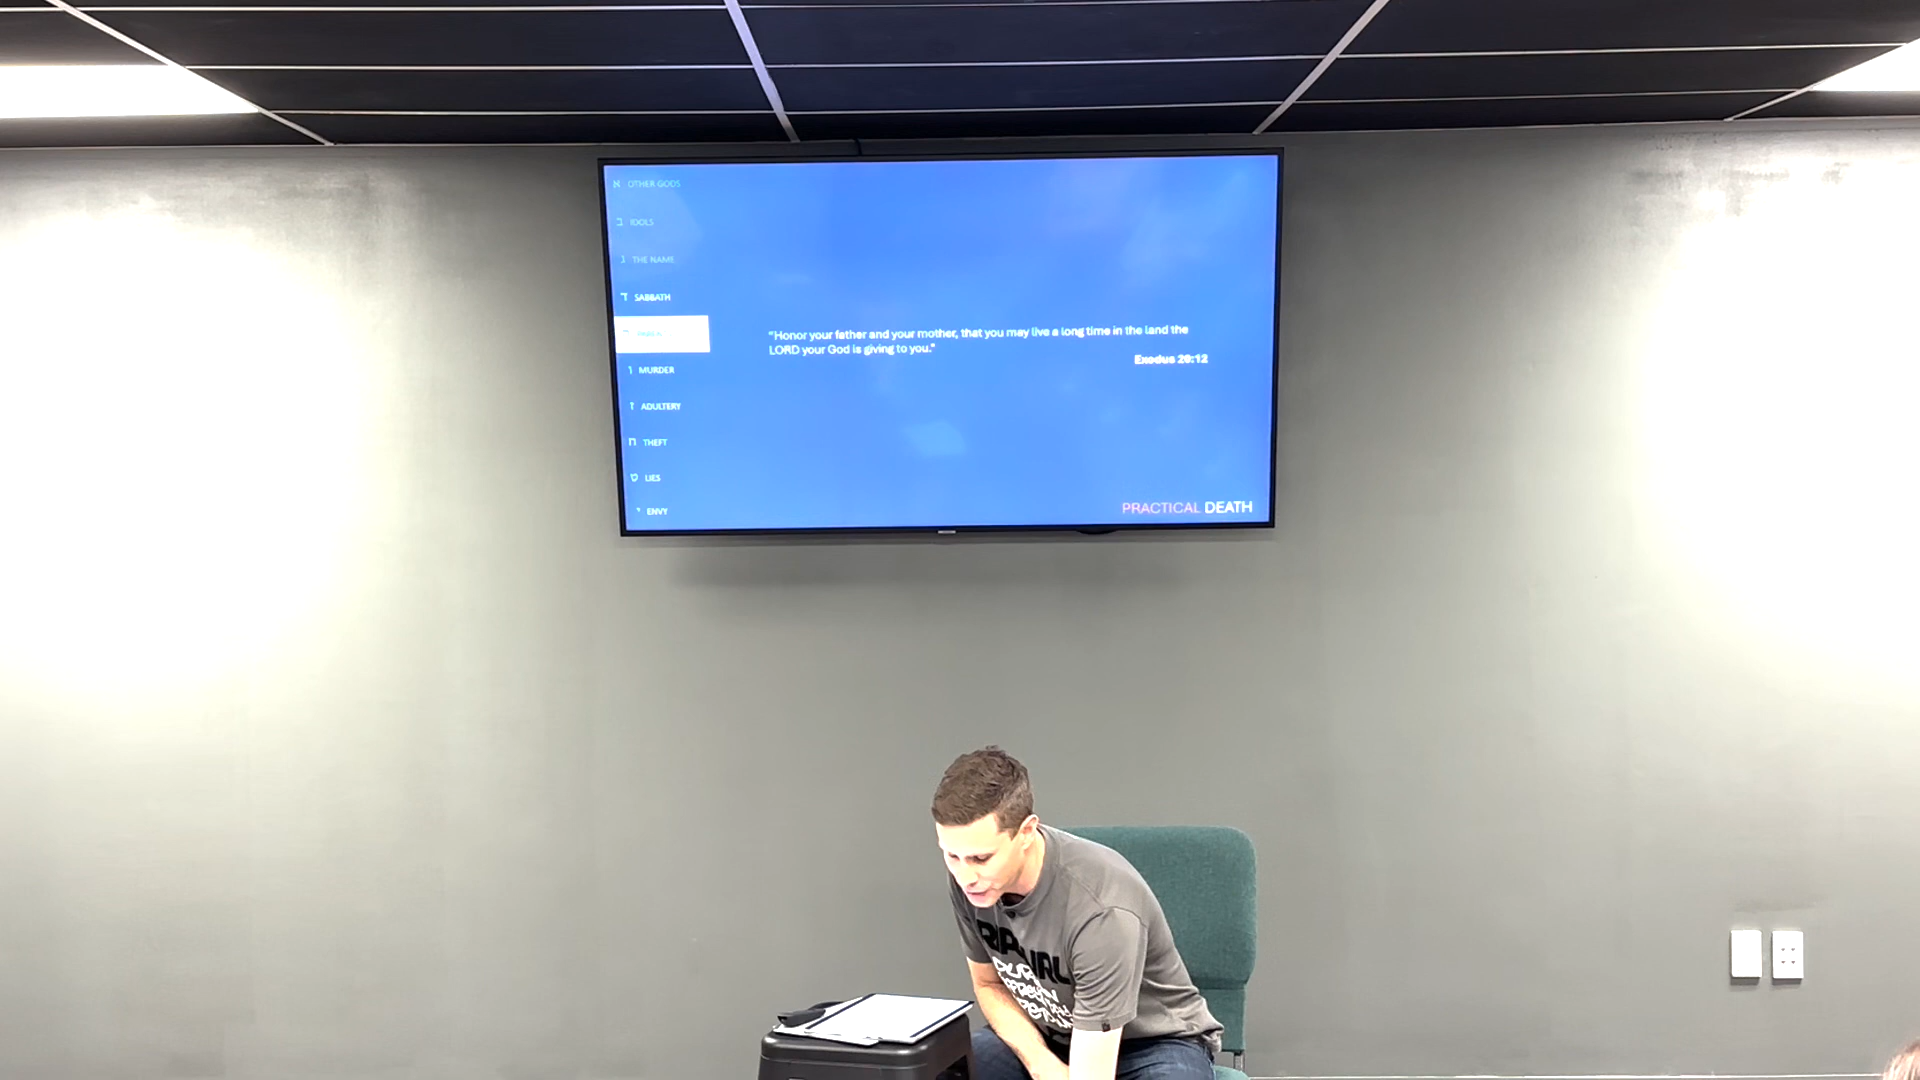 א OTHER GODS
ב IDOLS
ג THE NAME
ד SABBATH
ו MURDER
ז ADULTERY
ח THEFT
ט LIES
י ENVY
"Honor your father and your mother, that you may live a long time in the land the
LORD your God is giving to you."
Exodus 20:12
PRACTICAL DEATH